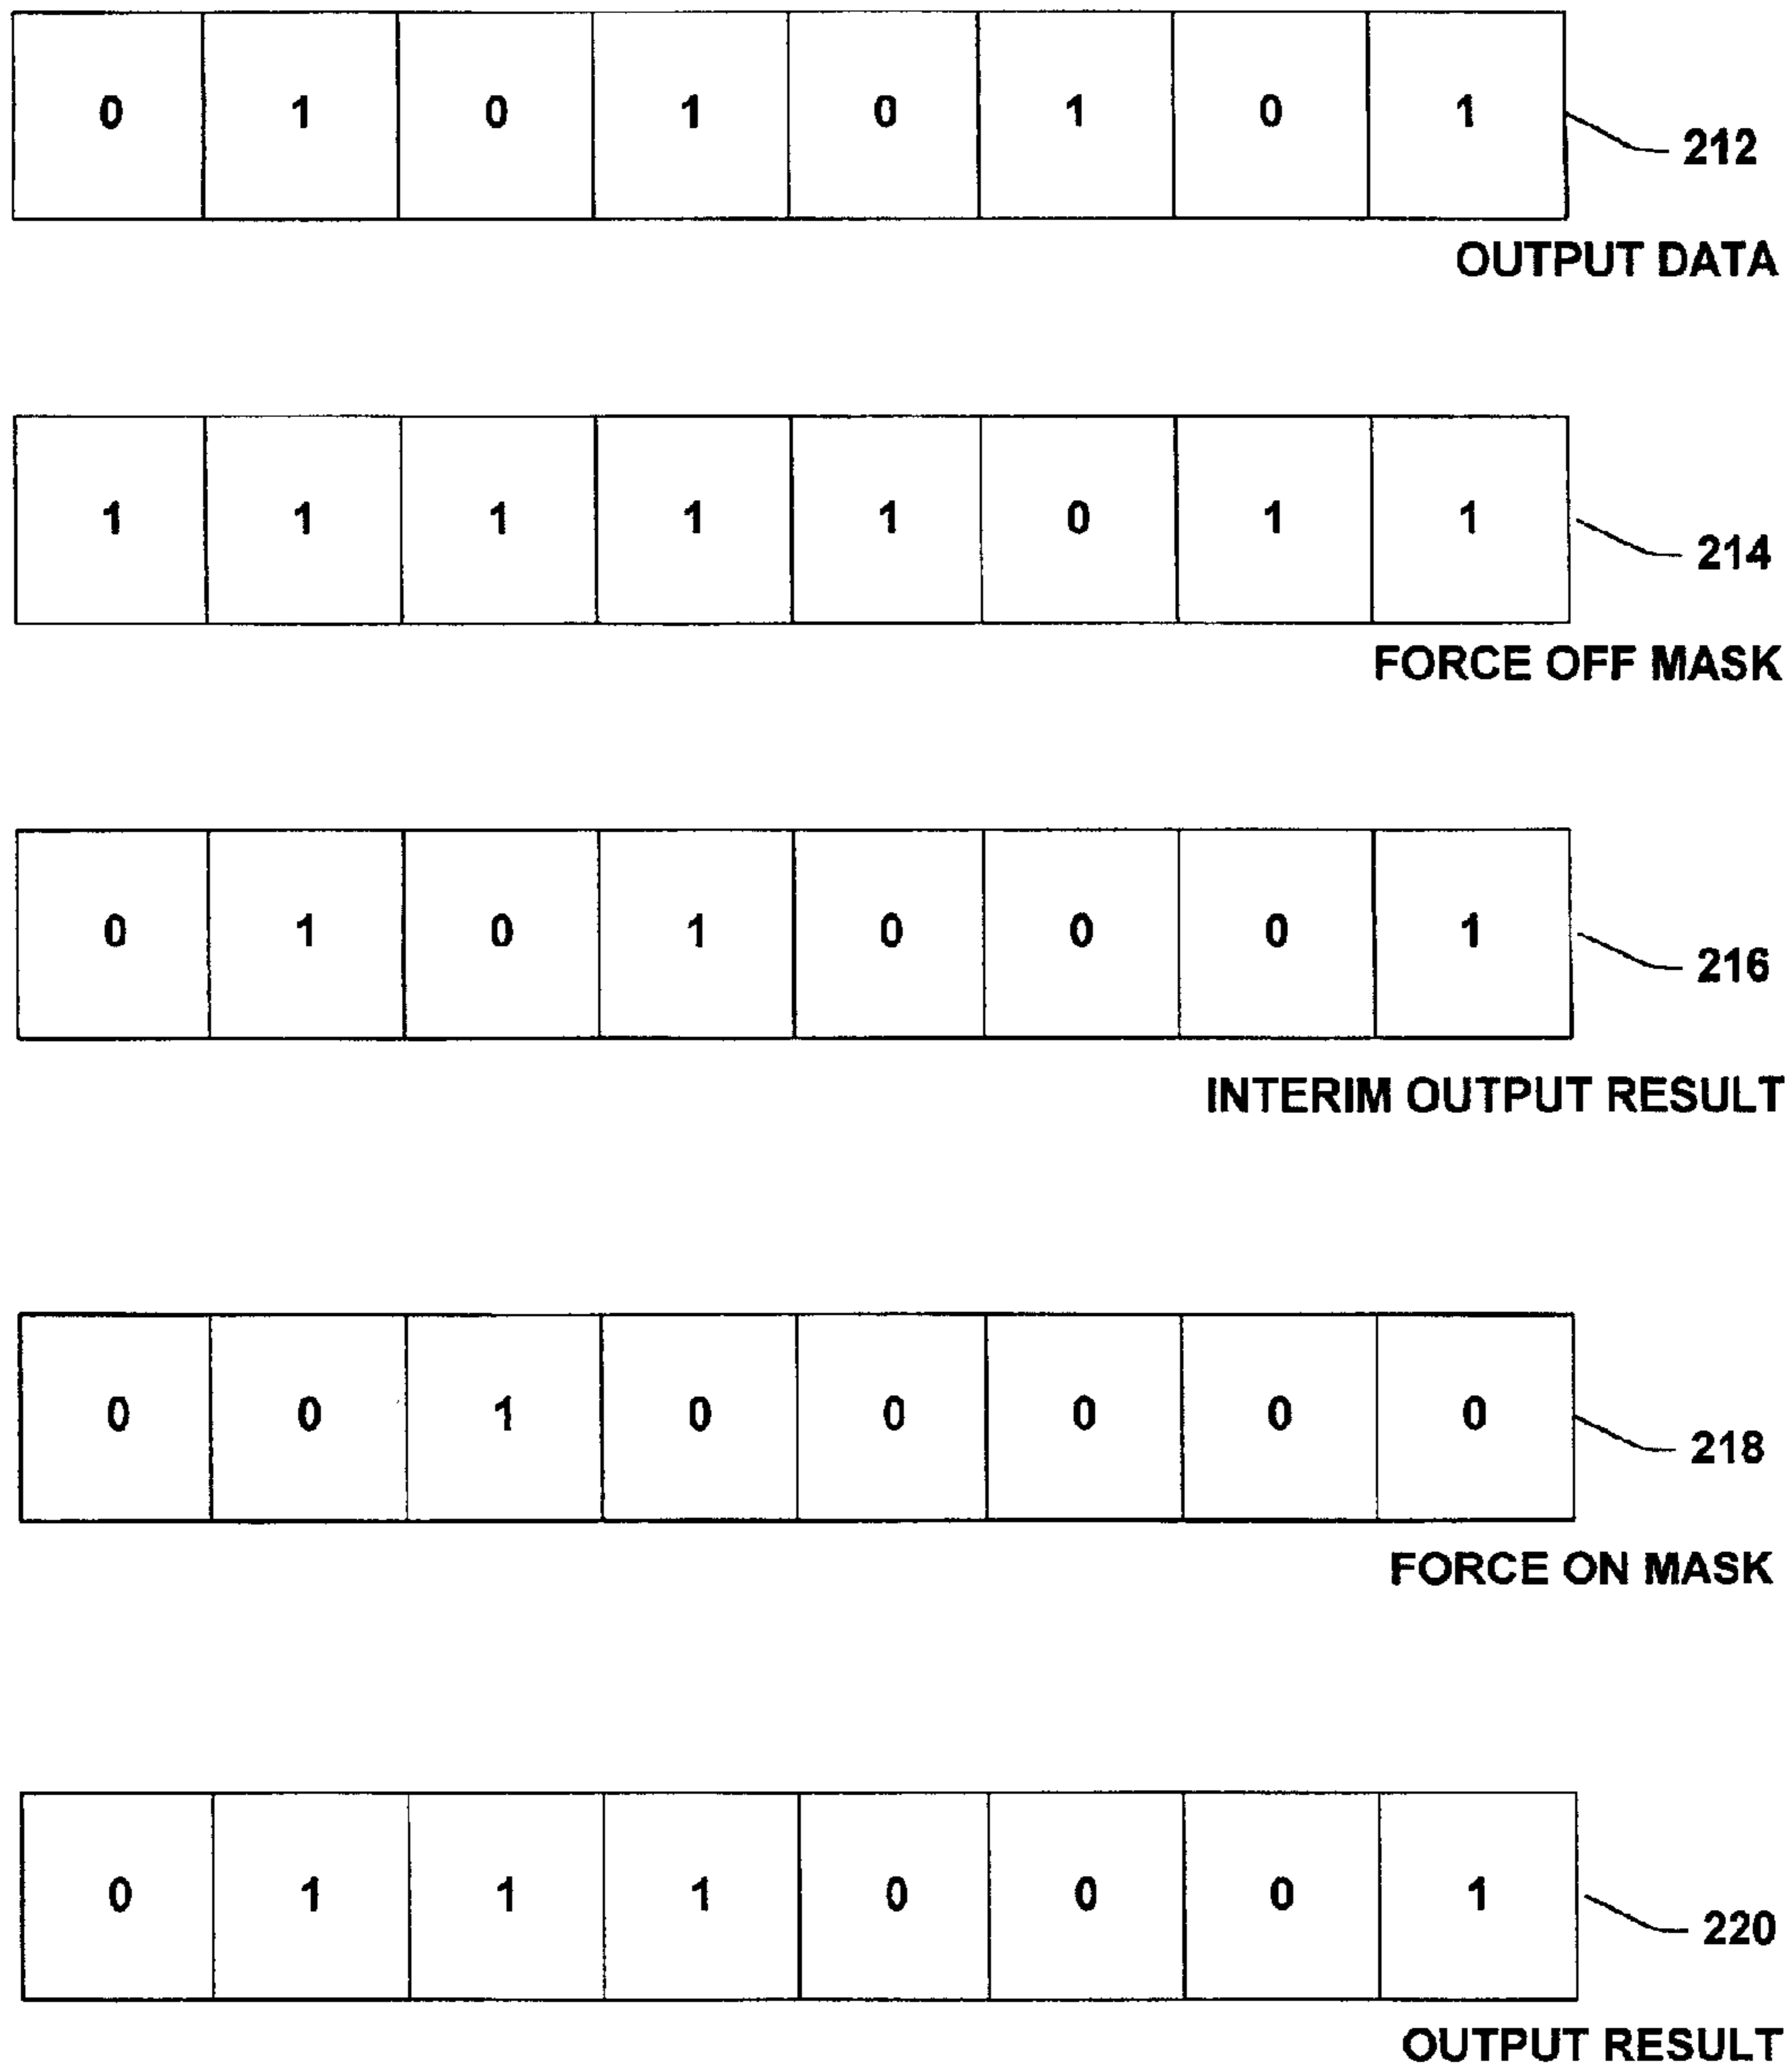 0 1 0 1 0 1 0 1
212
OUTPUT DATA
1 1 1 1 1 0 1 1
214
FORCE OFF MASK
0 1 0 1 0 0 0 1
216
INTERIM OUTPUT RESULT
0 0 1 0 0 0 0 0
218
FORCE ON MASK
0 1 1 1 0 0 0 1
220
OUTPUT RESULT